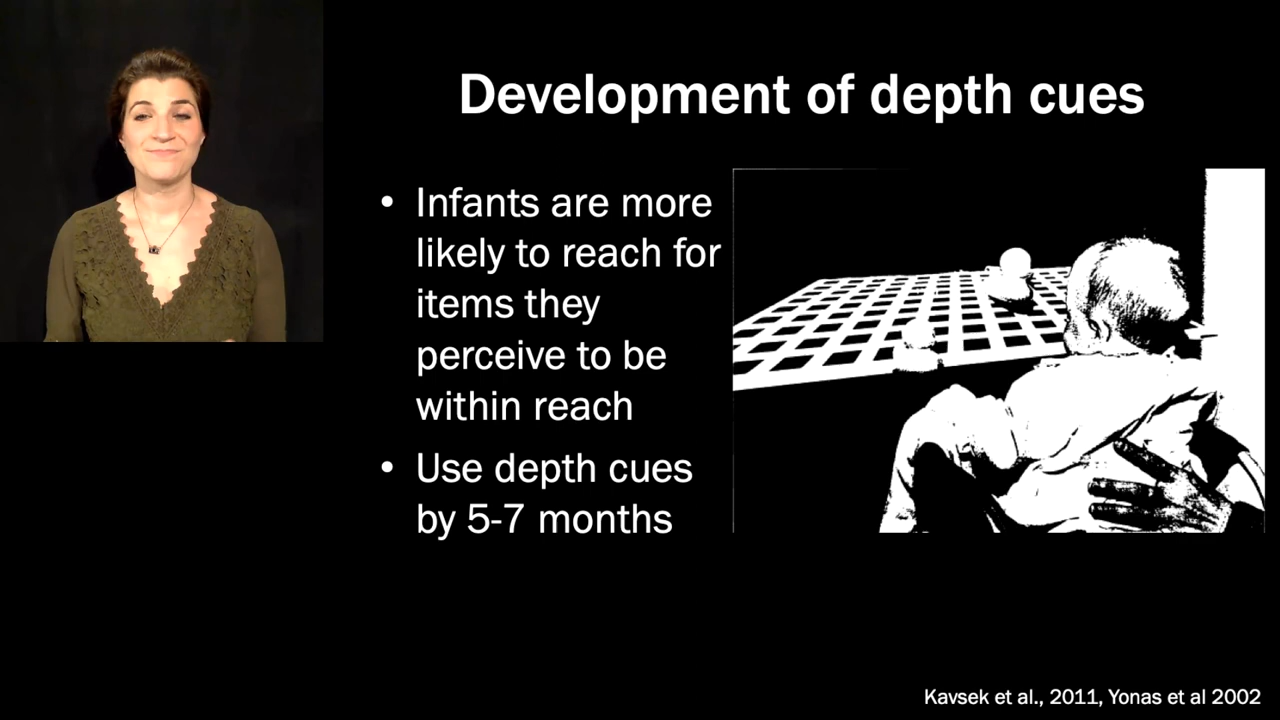 Development of depth cues
• Infants are more
likely to reach for
items they
perceive to be
within reach
• Use depth cues
by 5-7 months
Kavsek et al., 2011, Yonas et al 2002